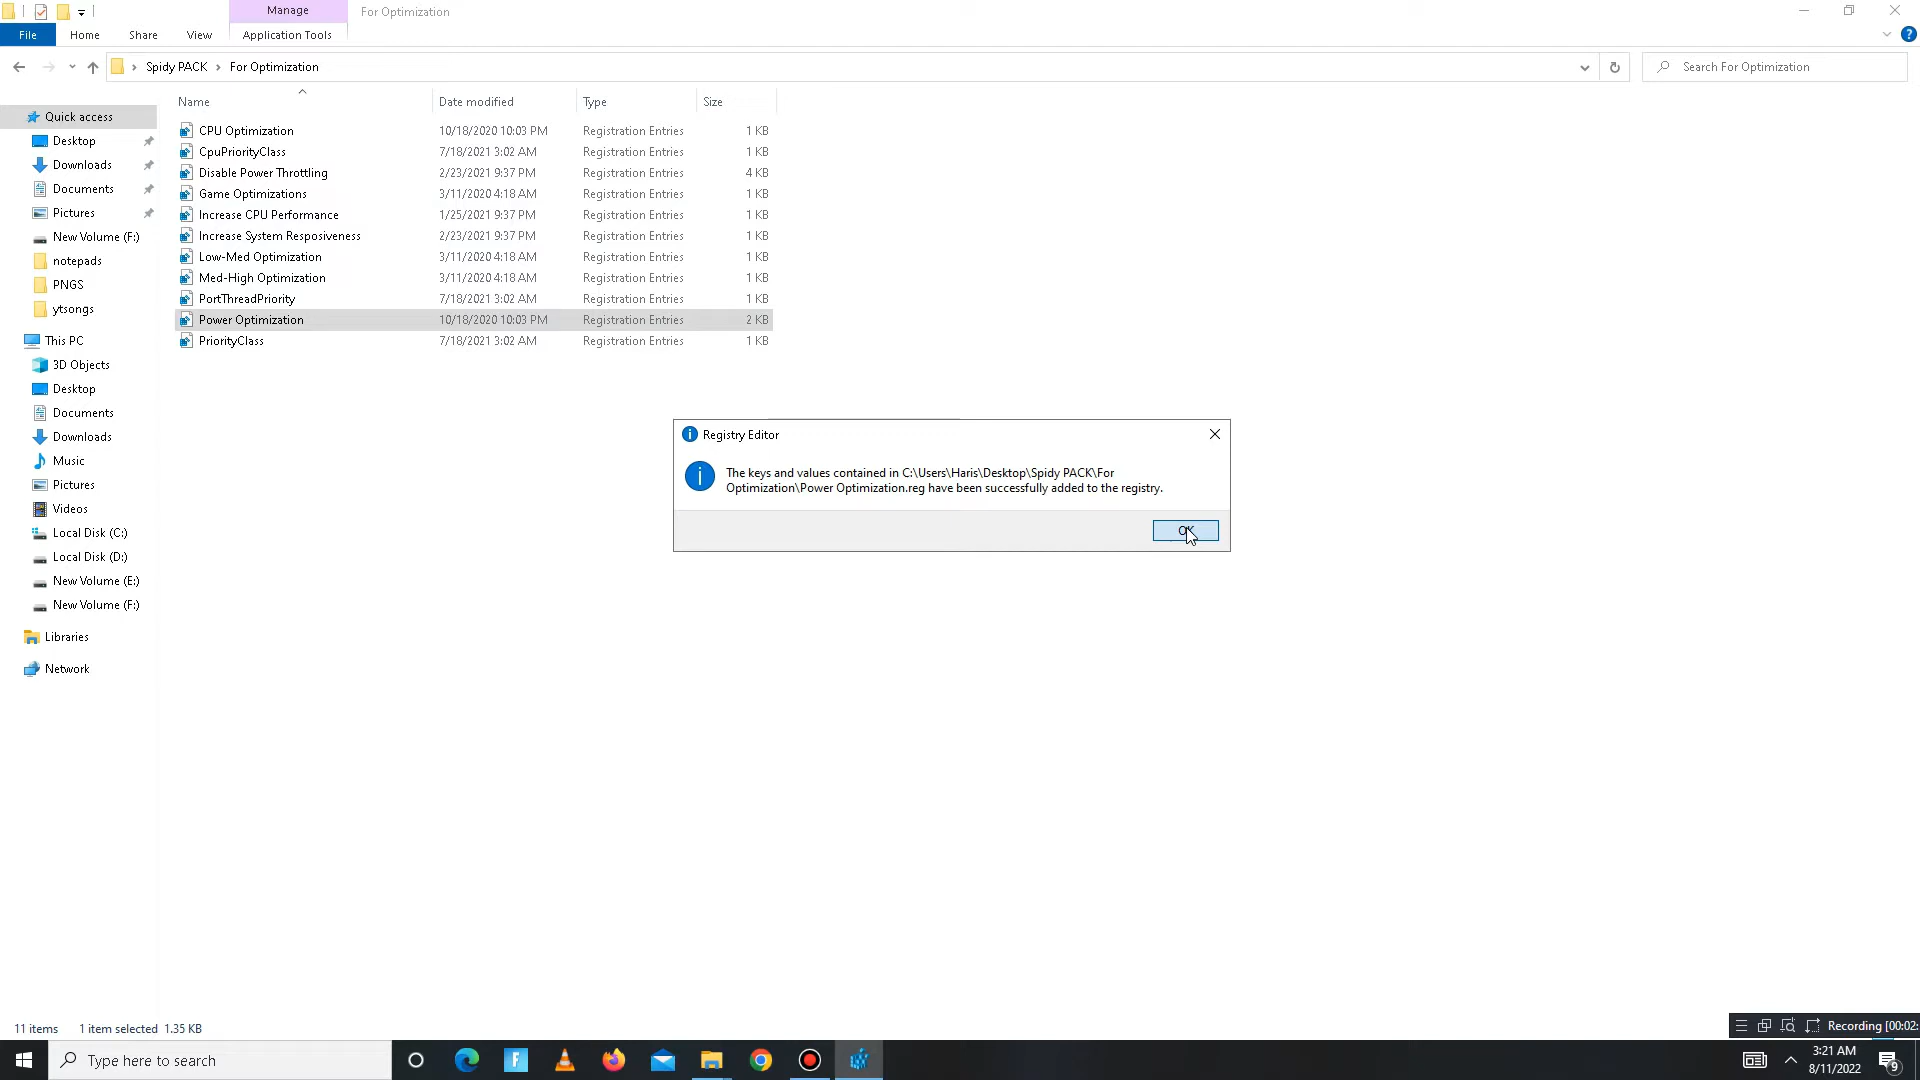 Manage
For Optimization
File
Home
Share
View
Application Tools
Spidy PACK
For Optimization
Search For Optimization
Name
Date modified
Type
Size
CPU Optimization 10/18/2020 10:03 PM Registration Entries 1 KB
CpuPriorityClass 7/18/2021 3:02 AM Registration Entries 1 KB
Disable Power Throttling 2/23/2021 9:37 PM Registration Entries 4 KB
Game Optimizations 3/11/2020 4:18 AM Registration Entries 1 KB
Increase CPU Performance 1/25/2021 9:37 PM Registration Entries 1 KB
Increase System Resposiveness 2/23/2021 9:37 PM Registration Entries 1 KB
Low-Med Optimization 3/11/2020 4:18 AM Registration Entries 1 KB
Med-High Optimization 3/11/2020 4:18 AM Registration Entries 1 KB
PortThreadPriority 7/18/2021 3:02 AM Registration Entries 1 KB
Power Optimization 10/18/2020 10:03 PM Registration Entries 2 KB
PriorityClass 7/18/2021 3:02 AM Registration Entries 1 KB
Quick access
Desktop
Downloads
Documents
Pictures
New Volume (F:)
notepads
PNGS
ytsongs
This PC
3D Objects
Desktop
Documents
Downloads
Music
Pictures
Videos
Local Disk (C:)
Local Disk (D:)
New Volume (E:)
New Volume (F:)
Libraries
Network
Registry Editor
The keys and values contained in C:\Users\Haris\Desktop\Spidy PACK\For
Optimization\Power Optimization.reg have been successfully added to the registry.
OK
11 items
1 item selected 1.35 KB
Recording [00:02:
Type here to search
3:21 AM
8/11/2022
9